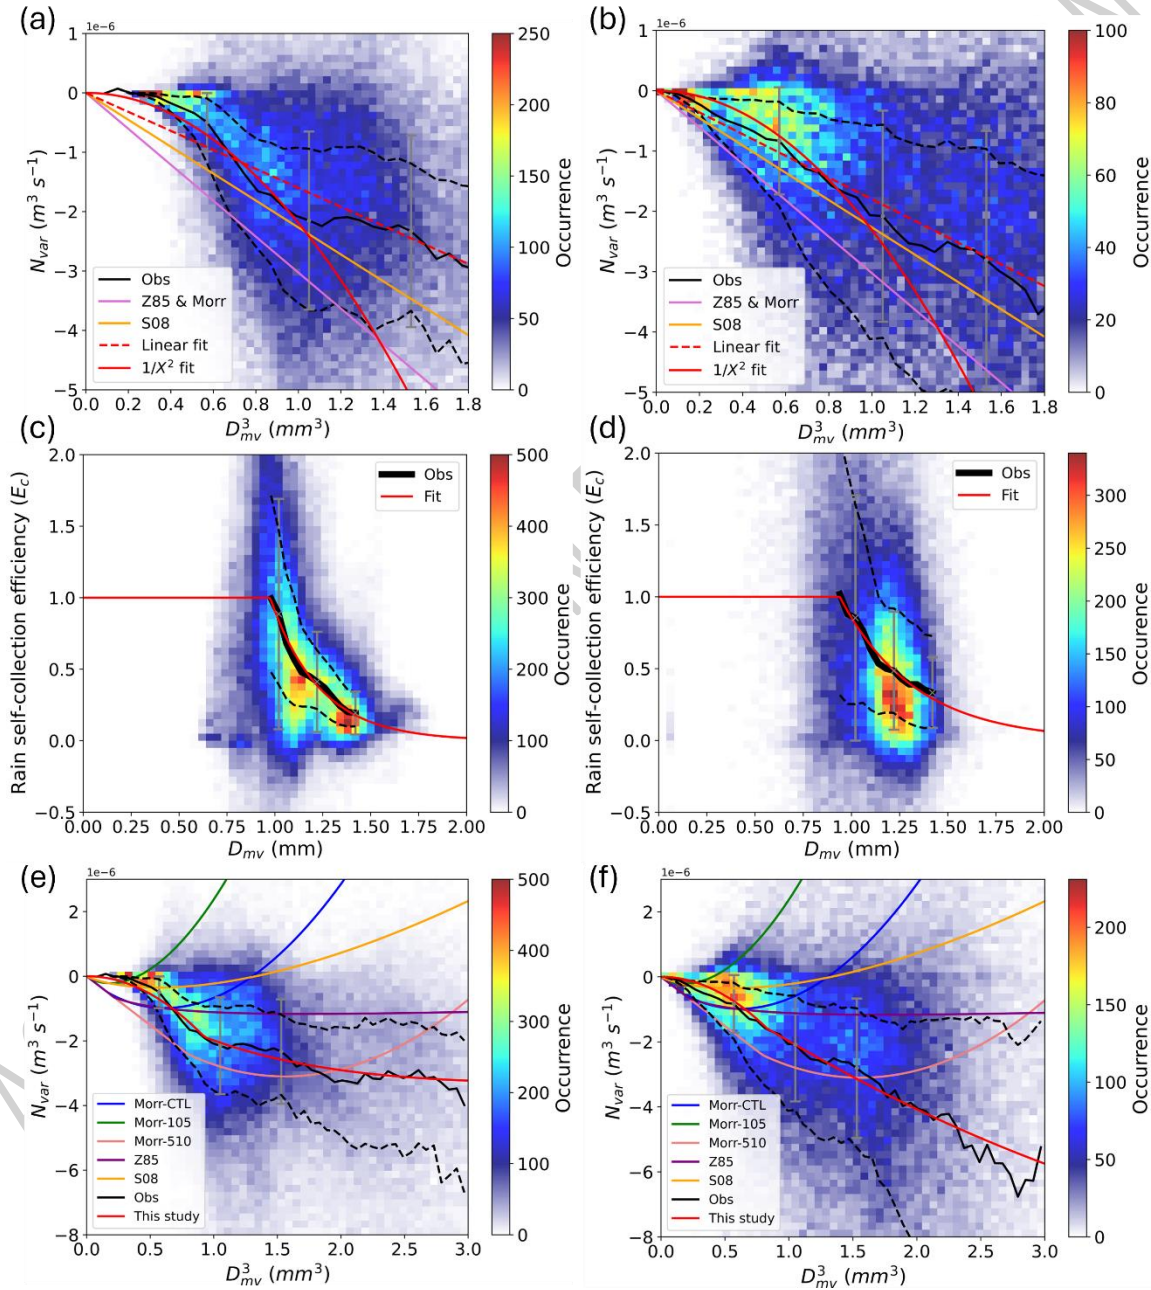 (a)
1e−6
N_var (m³ s⁻¹)
1
0
−1
−2
−3
−4
−5
Obs
Z85 & Morr
S08
Linear fit
1/X² fit
0.0 0.2 0.4 0.6 0.8 1.0 1.2 1.4 1.6 1.8
D³_mv (mm³)
250
200
150
100
50
0
Occurrence
(b)
1e−6
N_var (m³ s⁻¹)
1
0
−1
−2
−3
−4
−5
Obs
Z85 & Morr
S08
Linear fit
1/X² fit
0.0 0.2 0.4 0.6 0.8 1.0 1.2 1.4 1.6 1.8
D³_mv (mm³)
100
80
60
40
20
0
Occurrence
(c)
Rain self-collection efficiency (E_c)
2.0
1.5
1.0
0.5
0.0
−0.5
Obs
Fit
0.00 0.25 0.50 0.75 1.00 1.25 1.50 1.75 2.00
D_mv (mm)
500
400
300
200
100
0
Occurence
(d)
Rain self-collection efficiency (E_c)
2.0
1.5
1.0
0.5
0.0
−0.5
Obs
Fit
0.00 0.25 0.50 0.75 1.00 1.25 1.50 1.75 2.00
D_mv (mm)
300
250
200
150
100
50
0
Occurence
(e)
1e−6
N_var (m³ s⁻¹)
2
0
−2
−4
−6
−8
Morr-CTL
Morr-105
Morr-510
Z85
S08
Obs
This study
0.0 0.5 1.0 1.5 2.0 2.5 3.0
D³_mv (mm³)
500
400
300
200
100
0
Occurrence
(f)
1e−6
N_var (m³ s⁻¹)
2
0
−2
−4
−6
−8
Morr-CTL
Morr-105
Morr-510
Z85
S08
Obs
This study
0.0 0.5 1.0 1.5 2.0 2.5 3.0
D³_mv (mm³)
200
150
100
50
0
Occurrence